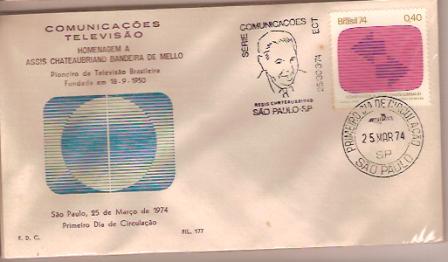 COMUNICAÇÕES
TELEVISÃO
HOMENAGEM A
ASSIS CHATEAUBRIAND BANDEIRA DE MELLO
Pioneiro da Televisão Brasileira
Fundada em 18-9-1950
São Paulo, 25 de Março de 1974
Primeiro Dia de Circulação
F. D. C.
FIL. 177
SÉRIE COMUNICAÇÕES ECT
ASSIS CHATEAUBRIAND
SÃO PAULO-SP
Brasil 74
0,40
PRIMEIRO DIA DE CIRCULAÇÃO
25 MAR 74
SP
SÃO PAULO